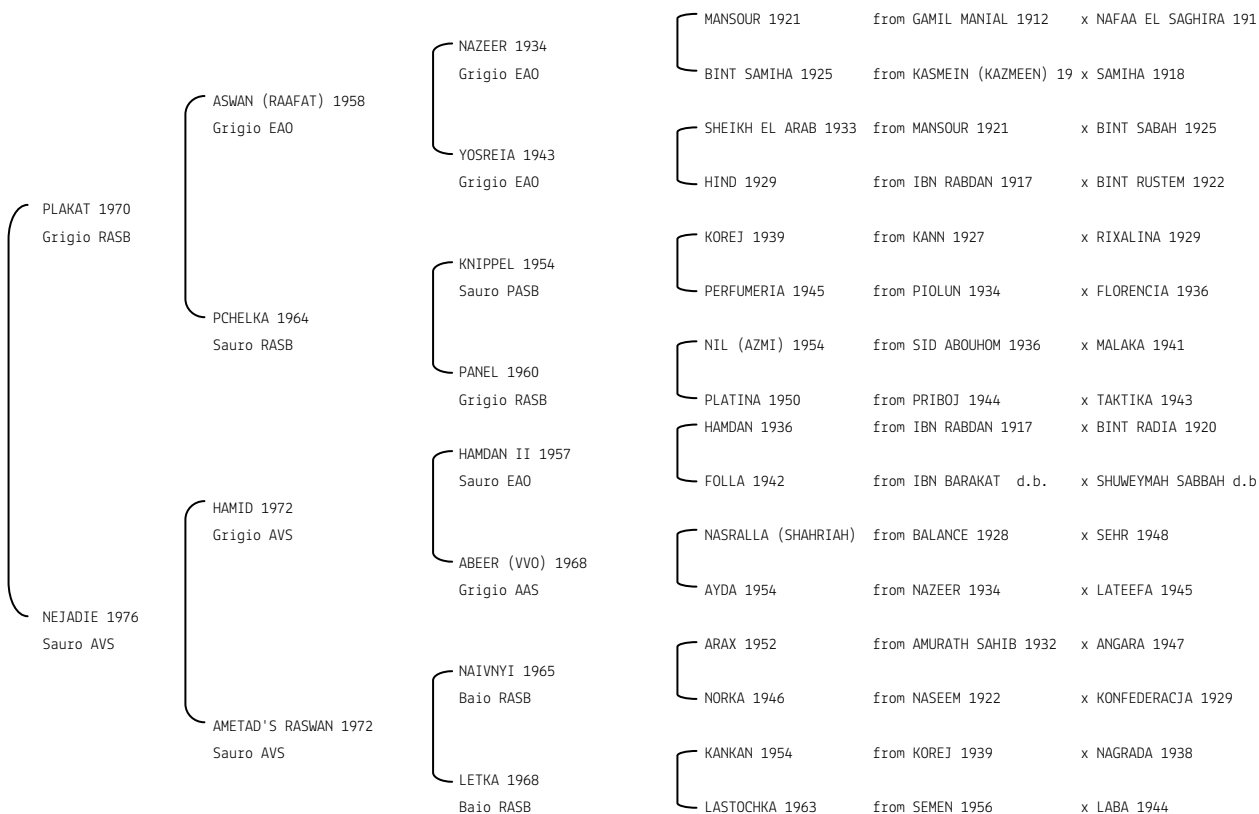 MANSOUR 1921 from GAMIL MANIAL 1912 x NAFAA EL SAGHIRA 191
NAZEER 1934
Grigio EAO
BINT SAMIHA 1925 from KASMEIN (KAZMEEN) 19 x SAMIHA 1918
ASWAN (RAAFAT) 1958
Grigio EAO
SHEIKH EL ARAB 1933 from MANSOUR 1921 x BINT SABAH 1925
YOSREIA 1943
Grigio EAO
HIND 1929 from IBN RABDAN 1917 x BINT RUSTEM 1922
PLAKAT 1970
Grigio RASB
KOREJ 1939 from KANN 1927 x RIXALINA 1929
KNIPPEL 1954
Sauro PASB
PERFUMERIA 1945 from PIOLUN 1934 x FLORENCIA 1936
PCHELKA 1964
Sauro RASB
NIL (AZMI) 1954 from SID ABOUHOM 1936 x MALAKA 1941
PANEL 1960
Grigio RASB
PLATINA 1950 from PRIBOJ 1944 x TAKTIKA 1943
HAMDAN 1936 from IBN RABDAN 1917 x BINT RADIA 1920
HAMDAN II 1957
Sauro EAO
FOLLA 1942 from IBN BARAKAT d.b. x SHUWEYMAH SABBAH d.b
HAMID 1972
Grigio AVS
NASRALLA (SHAHRIAH) from BALANCE 1928 x SEHR 1948
ABEER (VVO) 1968
Grigio AAS
AYDA 1954 from NAZEER 1934 x LATEEFA 1945
NEJADIE 1976
Sauro AVS
ARAX 1952 from AMURATH SAHIB 1932 x ANGARA 1947
NAIVNYI 1965
Baio RASB
NORKA 1946 from NASEEM 1922 x KONFEDERACJA 1929
AMETAD'S RASWAN 1972
Sauro AVS
KANKAN 1954 from KOREJ 1939 x NAGRADA 1938
LETKA 1968
Baio RASB
LASTOCHKA 1963 from SEMEN 1956 x LABA 1944